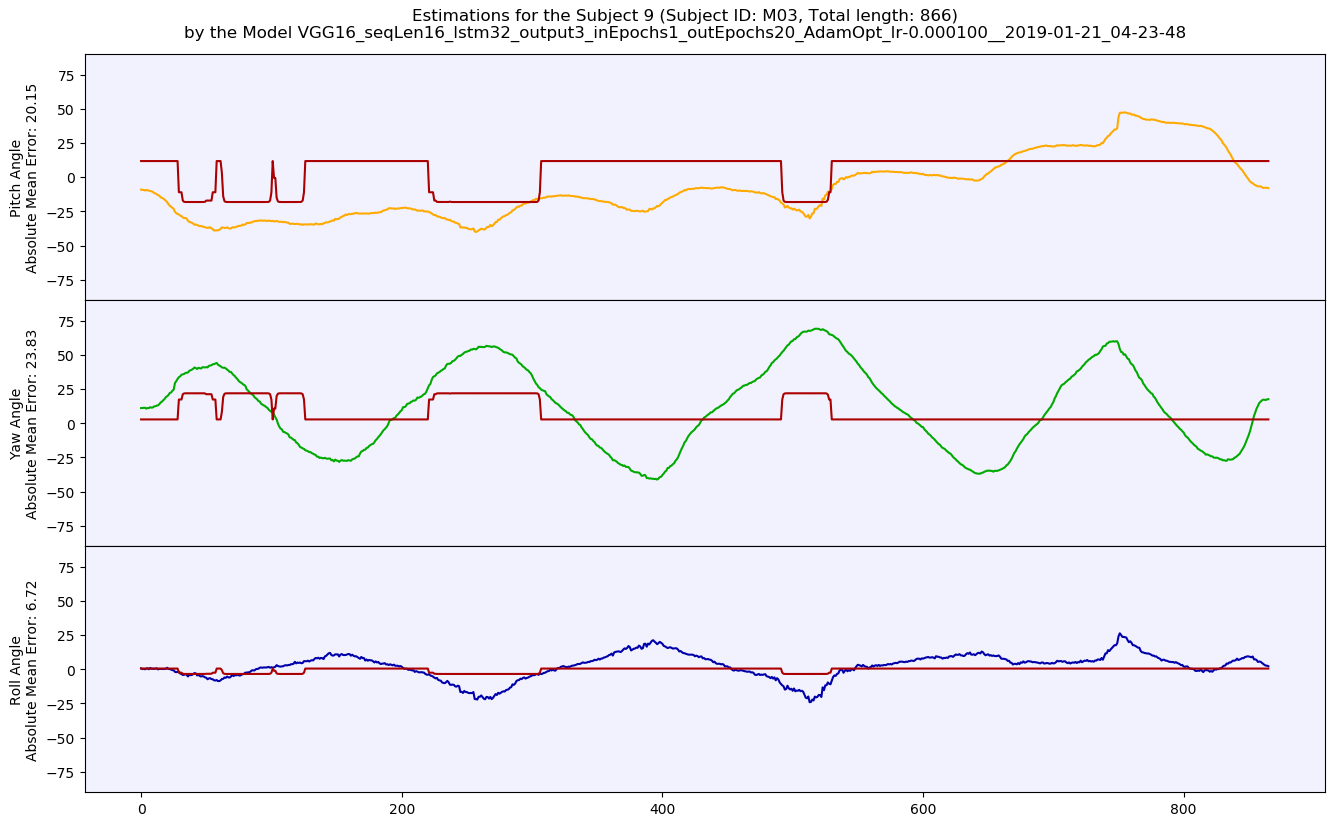 Estimations for the Subject 9 (Subject ID: M03, Total length: 866)
by the Model VGG16_seqLen16_lstm32_output3_inEpochs1_outEpochs20_AdamOpt_lr-0.000100__2019-01-21_04-23-48
Pitch Angle
Absolute Mean Error: 20.15
75
50
25
0
−25
−50
−75
Yaw Angle
Absolute Mean Error: 23.83
75
50
25
0
−25
−50
−75
Roll Angle
Absolute Mean Error: 6.72
75
50
25
0
−25
−50
−75
0 200 400 600 800